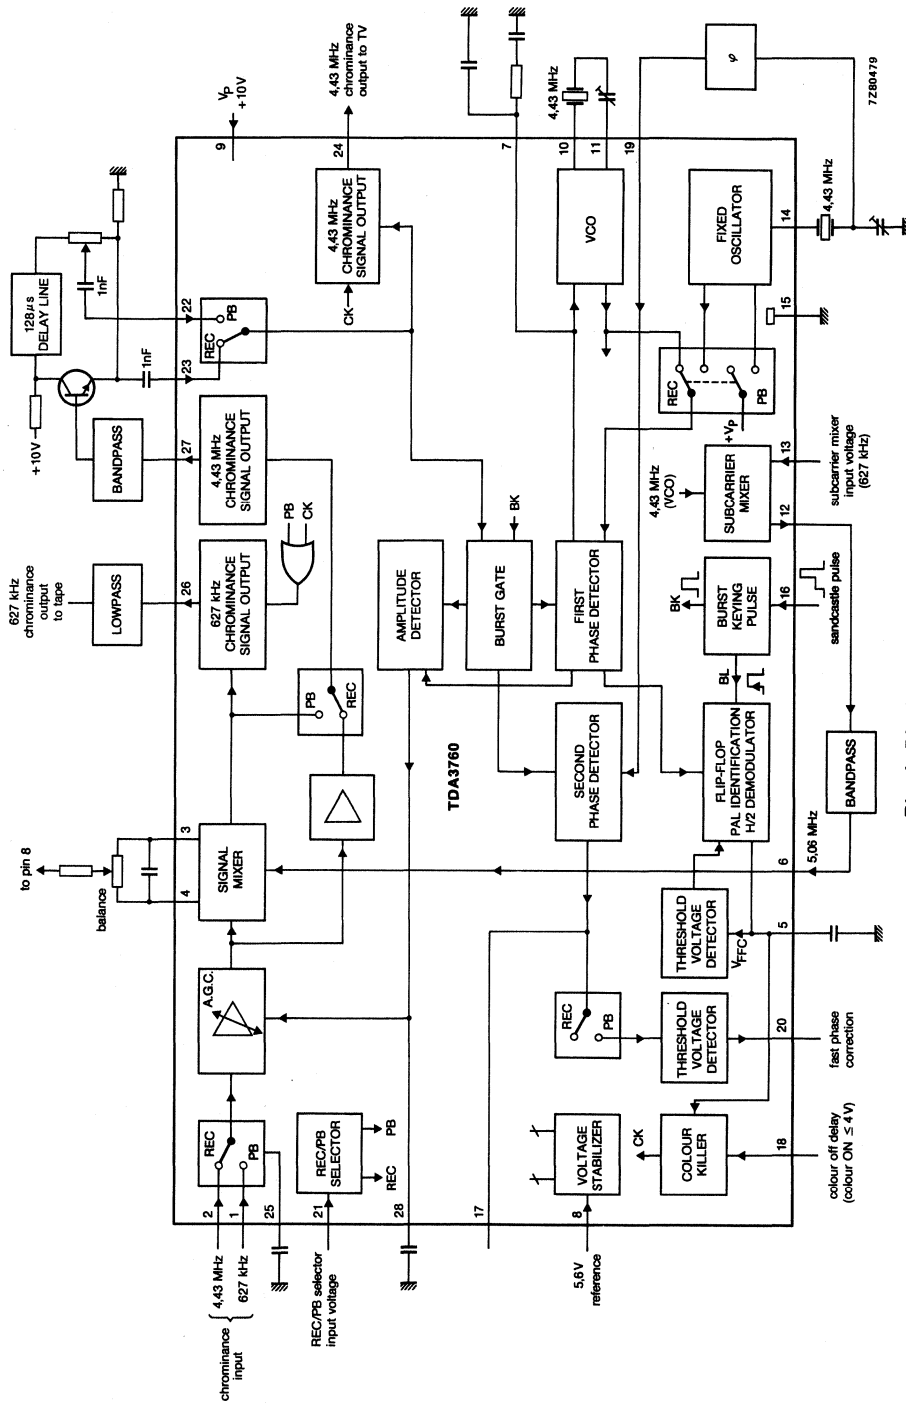 to pin 8
balance
4
3
627 kHz
chrominance
output
to tape
LOWPASS
26
+10V
BANDPASS
27
128µs
DELAY LINE
1nF
1nF
23
22
V_P
+10V
9
4,43 MHz
chrominance
output to TV
24
chrominance
input
4,43 MHz
627 kHz
2
1
25
REC
PB
A.G.C.
SIGNAL
MIXER
627 kHz
CHROMINANCE
SIGNAL OUTPUT
4,43 MHz
CHROMINANCE
SIGNAL OUTPUT
REC
PB
4,43 MHz
CHROMINANCE
SIGNAL OUTPUT
CK
PB
CK
PB
REC
REC/PB selector
input voltage
21
REC/PB
SELECTOR
REC
PB
28
TDA3760
AMPLITUDE
DETECTOR
BURST GATE
BK
7
17
SECOND
PHASE DETECTOR
FIRST
PHASE DETECTOR
VCO
10
11
4,43 MHz
19
φ
REC
PB
REC
PB
+V_P
FIXED
OSCILLATOR
14
4,43 MHz
15
5,6V
reference
8
VOLTAGE
STABILIZER
CK
COLOUR
KILLER
18
colour off delay
(colour ON ≤ 4V)
THRESHOLD
VOLTAGE
DETECTOR
20
fast phase
correction
THRESHOLD
VOLTAGE
DETECTOR
V_FFC
5
FLIP-FLOP
PAL IDENTIFICATION
H/2 DEMODULATOR
BL
BK
BURST
KEYING
PULSE
16
sandcastle pulse
4,43 MHz
(VCO)
SUBCARRIER
MIXER
12
13
subcarrier mixer
input voltage
(627 kHz)
6
5,06 MHz
BANDPASS
7Z80479